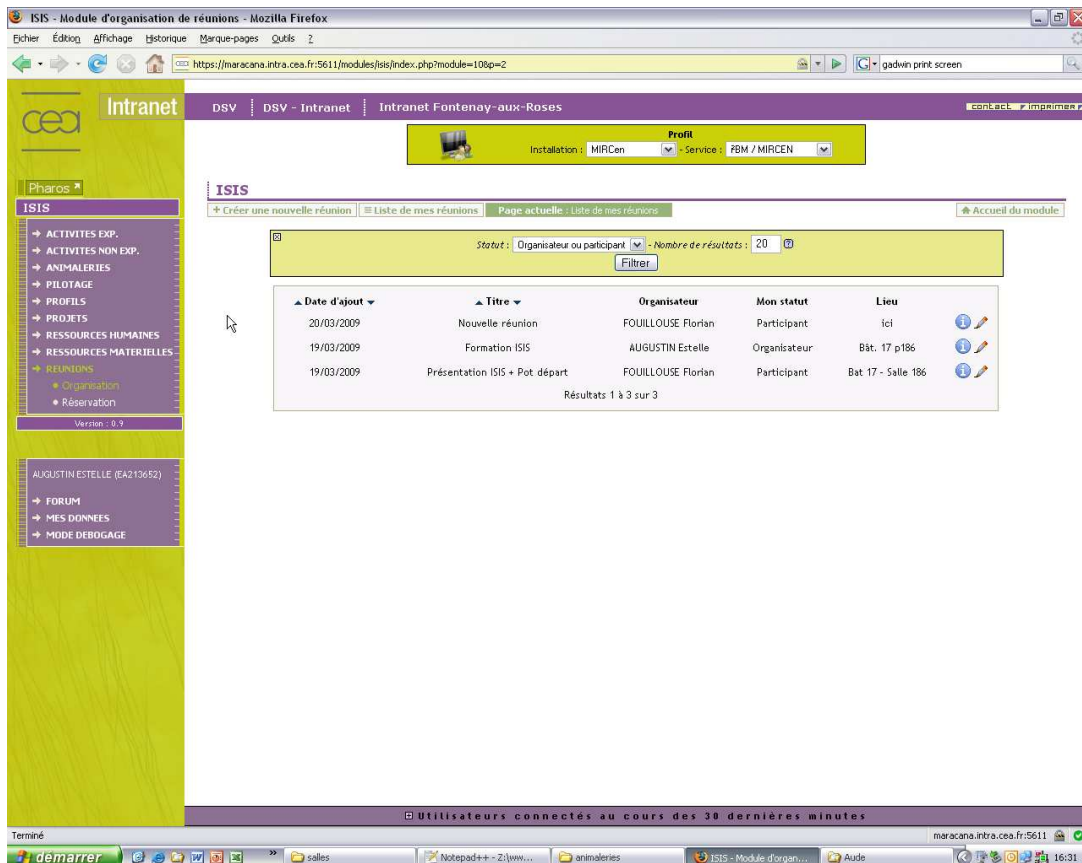 ISIS - Module d'organisation de réunions - Mozilla Firefox
Fichier Édition Affichage Historique Marque-pages Outils ?
https://maracana.intra.cea.fr:5611/modules/isis/index.php?module=10&p=2
gadwin print screen
cea Intranet
DSV DSV - Intranet Intranet Fontenay-aux-Roses
contact imprimer
Profil
Installation : MIRCen - Service : I²BM / MIRCEN
Pharos
ISIS
ISIS
+ Créer une nouvelle réunion Liste de mes réunions Page actuelle : Liste de mes réunions Accueil du module
ACTIVITES EXP.
ACTIVITES NON EXP.
ANIMALERIES
PILOTAGE
PROFILS
PROJETS
RESSOURCES HUMAINES
RESSOURCES MATERIELLES
REUNIONS
Organisation
Réservation
Version : 0.9
Statut : Organisateur ou participant - Nombre de résultats : 20
Filtrer
Date d'ajout Titre Organisateur Mon statut Lieu
20/03/2009 Nouvelle réunion FOUILLOUSE Florian Participant ici
19/03/2009 Formation ISIS AUGUSTIN Estelle Organisateur Bât. 17 p186
19/03/2009 Présentation ISIS + Pot départ FOUILLOUSE Florian Participant Bat 17 - Salle 186
Résultats 1 à 3 sur 3
AUGUSTIN ESTELLE (EA213652)
FORUM
MES DONNEES
MODE DEBOGAGE
Utilisateurs connectés au cours des 30 dernières minutes
Terminé
maracana.intra.cea.fr:5611
démarrer
salles
Notepad++ - Z:\ww...
animaleries
ISIS - Module d'organ...
Aude
16:31